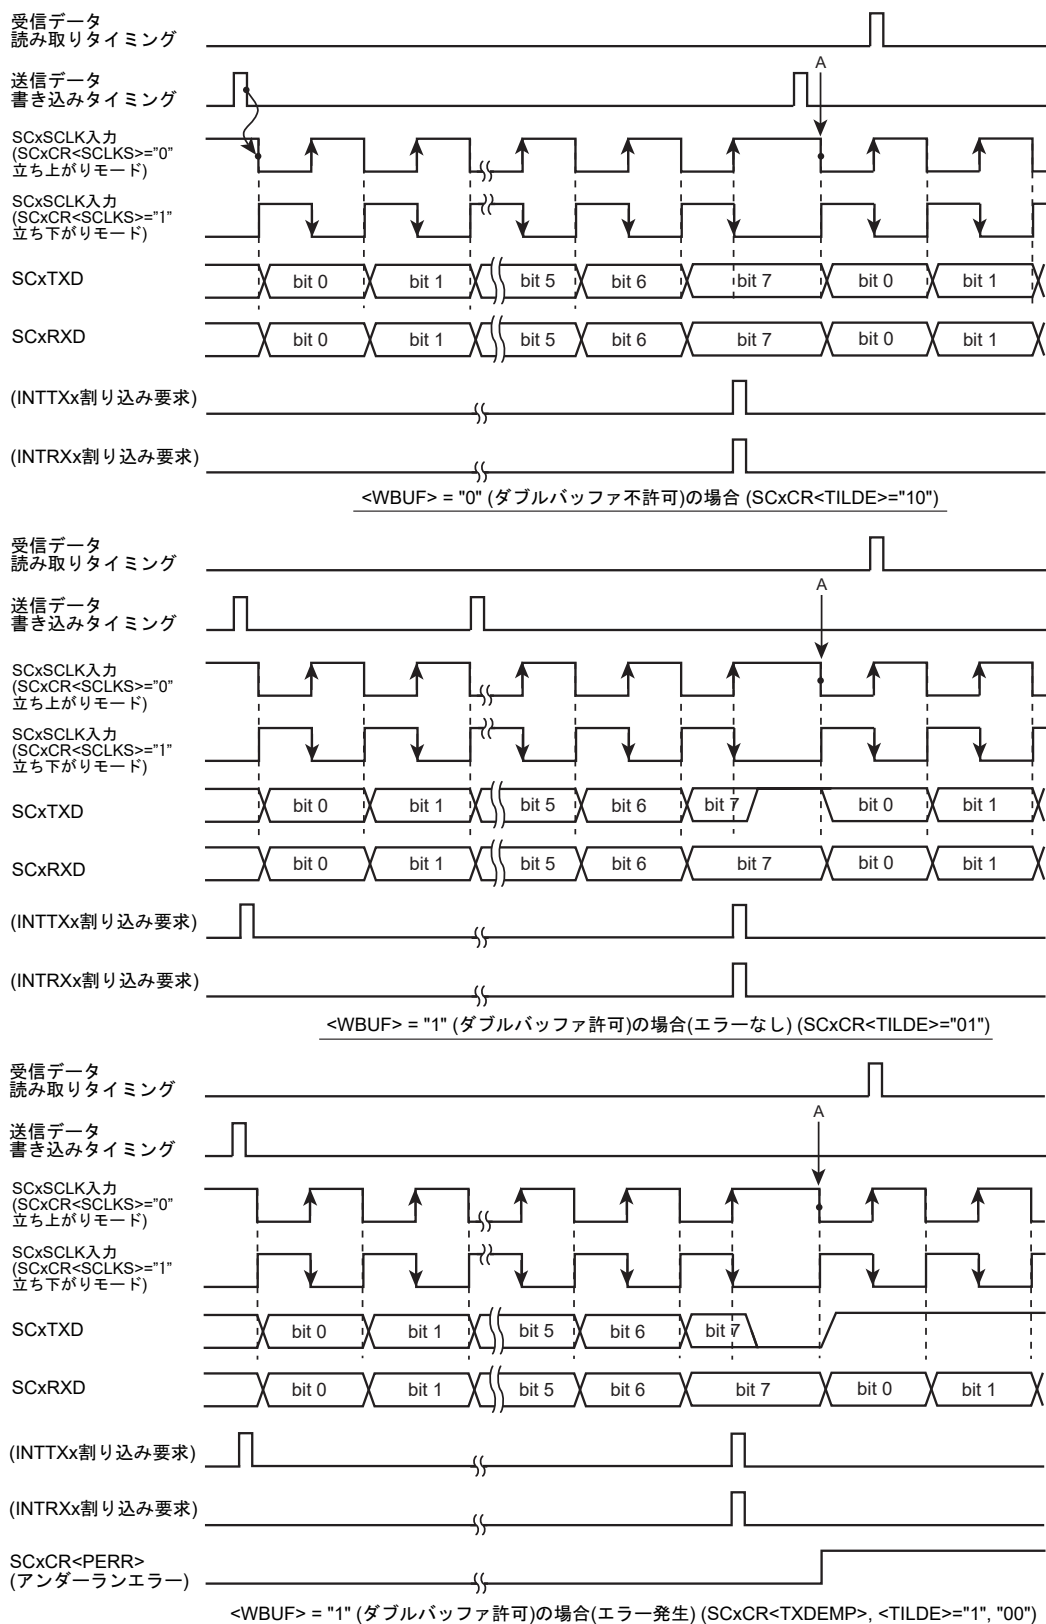 受信データ
読み取りタイミング
A
送信データ
書き込みタイミング
SCxSCLK入力
(SCxCR<SCLKS>="0"
立ち上がりモード)
SCxSCLK入力
(SCxCR<SCLKS>="1"
立ち下がりモード)
SCxTXD
bit 0 bit 1 bit 5 bit 6 bit 7 bit 0 bit 1
SCxRXD
bit 0 bit 1 bit 5 bit 6 bit 7 bit 0 bit 1
(INTTXx割り込み要求)
(INTRXx割り込み要求)
<WBUF> = "0" (ダブルバッファ不許可)の場合 (SCxCR<TILDE>="10")
受信データ
読み取りタイミング
A
送信データ
書き込みタイミング
SCxSCLK入力
(SCxCR<SCLKS>="0"
立ち上がりモード)
SCxSCLK入力
(SCxCR<SCLKS>="1"
立ち下がりモード)
SCxTXD
bit 0 bit 1 bit 5 bit 6 bit 7 bit 0 bit 1
SCxRXD
bit 0 bit 1 bit 5 bit 6 bit 7 bit 0 bit 1
(INTTXx割り込み要求)
(INTRXx割り込み要求)
<WBUF> = "1" (ダブルバッファ許可)の場合(エラーなし) (SCxCR<TILDE>="01")
受信データ
読み取りタイミング
A
送信データ
書き込みタイミング
SCxSCLK入力
(SCxCR<SCLKS>="0"
立ち上がりモード)
SCxSCLK入力
(SCxCR<SCLKS>="1"
立ち下がりモード)
SCxTXD
bit 0 bit 1 bit 5 bit 6 bit 7
SCxRXD
bit 0 bit 1 bit 5 bit 6 bit 7 bit 0 bit 1
(INTTXx割り込み要求)
(INTRXx割り込み要求)
SCxCR<PERR>
(アンダーランエラー)
<WBUF> = "1" (ダブルバッファ許可)の場合(エラー発生) (SCxCR<TXDEMP>, <TILDE>="1", "00")